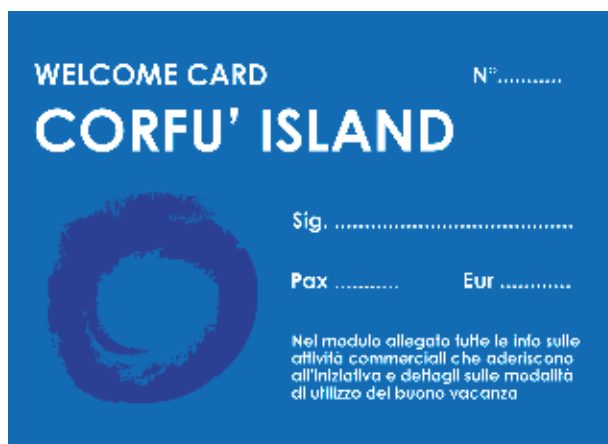 WELCOME CARD
N°...........
CORFU' ISLAND
Sig. .......................................
Pax ...........
Eur ............
Nel modulo allegato tutte le info sulle
attività commerciali che aderiscono
all'iniziativa e dettagli sulle modalità
di utilizzo del buono vacanza